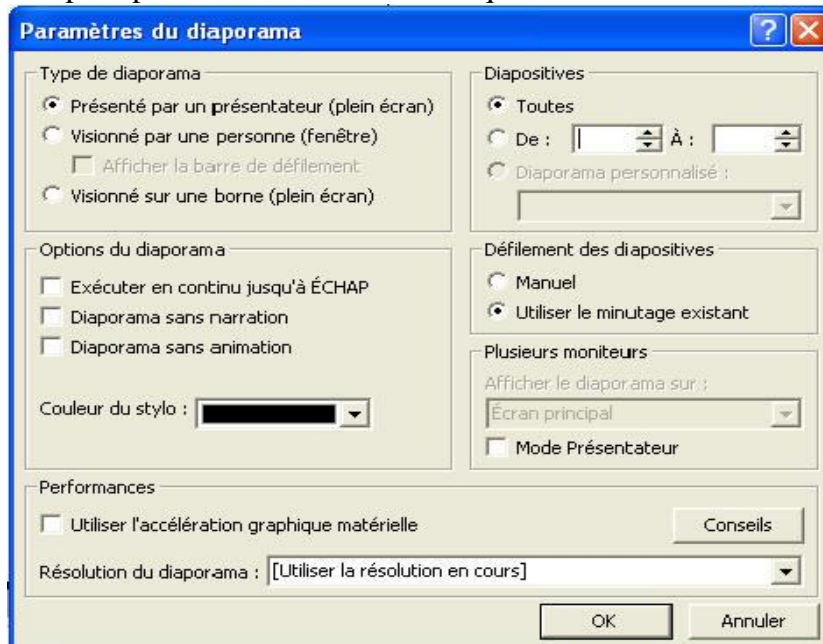 Paramètres du diaporama
Type de diaporama
Présenté par un présentateur (plein écran)
Visionné par une personne (fenêtre)
Afficher la barre de défilement
Visionné sur une borne (plein écran)
Diapositives
Toutes
De : À :
Diaporama personnalisé :
Options du diaporama
Exécuter en continu jusqu'à ÉCHAP
Diaporama sans narration
Diaporama sans animation
Couleur du stylo :
Défilement des diapositives
Manuel
Utiliser le minutage existant
Plusieurs moniteurs
Afficher le diaporama sur :
Écran principal
Mode Présentateur
Performances
Utiliser l'accélération graphique matérielle
Conseils
Résolution du diaporama : [Utiliser la résolution en cours]
OK Annuler